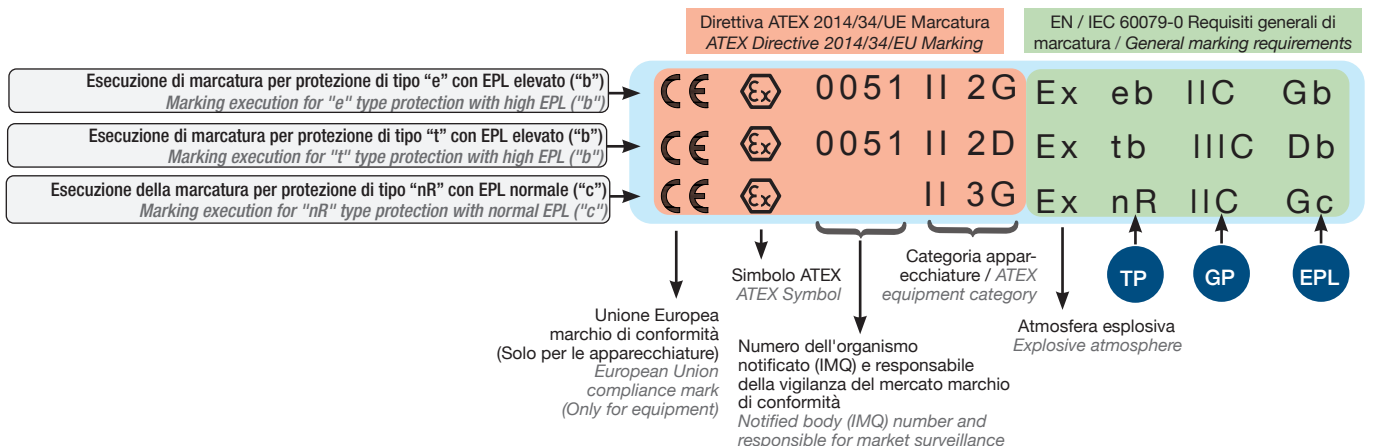 Direttiva ATEX 2014/34/UE Marcatura
ATEX Directive 2014/34/EU Marking
EN / IEC 60079-0 Requisiti generali di
marcatura / General marking requirements
Esecuzione di marcatura per protezione di tipo “e” con EPL elevato (“b”)
Marking execution for "e" type protection with high EPL ("b")
CE Ex 0051 II 2G Ex eb IIC Gb
Esecuzione di marcatura per protezione di tipo “t” con EPL elevato (“b”)
Marking execution for "t" type protection with high EPL ("b")
CE Ex 0051 II 2D Ex tb IIIC Db
Esecuzione della marcatura per protezione di tipo “nR” con EPL normale (“c”)
Marking execution for "nR" type protection with normal EPL ("c")
CE Ex II 3G Ex nR IIC Gc
Unione Europea
marchio di conformità
(Solo per le apparecchiature)
European Union
compliance mark
(Only for equipment)
Simbolo ATEX
ATEX Symbol
Numero dell'organismo
notificato (IMQ) e responsabile
della vigilanza del mercato marchio
di conformità
Notified body (IMQ) number and
responsible for market surveillance
Categoria appar-
ecchiature / ATEX
equipment category
Atmosfera esplosiva
Explosive atmosphere
TP
GP
EPL